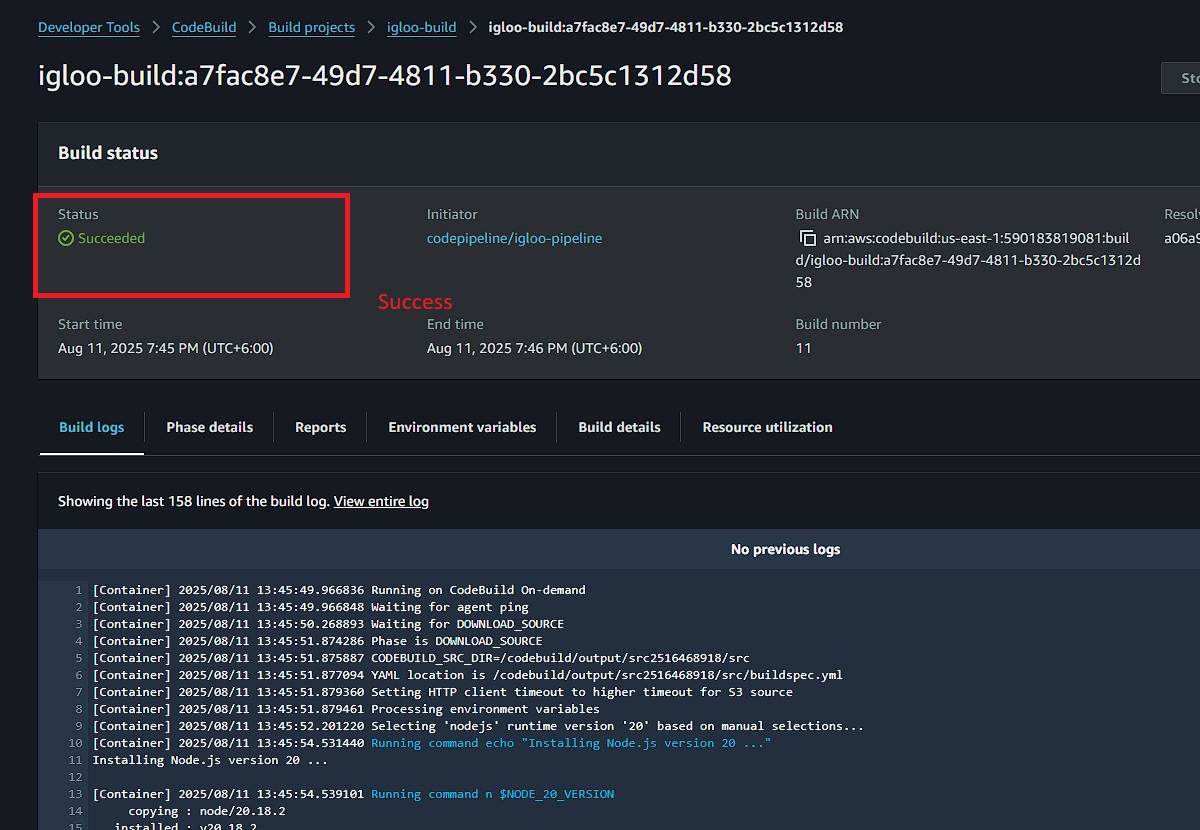 Developer Tools > CodeBuild > Build projects > igloo-build > igloo-build:a7fac8e7-49d7-4811-b330-2bc5c1312d58
igloo-build:a7fac8e7-49d7-4811-b330-2bc5c1312d58
Build status
Status
Succeeded
Initiator
codepipeline/igloo-pipeline
Build ARN
arn:aws:codebuild:us-east-1:590183819081:buil
d/igloo-build:a7fac8e7-49d7-4811-b330-2bc5c1312d
58
Success
Start time
Aug 11, 2025 7:45 PM (UTC+6:00)
End time
Aug 11, 2025 7:46 PM (UTC+6:00)
Build number
11
Build logs
Phase details
Reports
Environment variables
Build details
Resource utilization
Showing the last 158 lines of the build log. View entire log
No previous logs
1 [Container] 2025/08/11 13:45:49.966836 Running on CodeBuild On-demand
2 [Container] 2025/08/11 13:45:49.966848 Waiting for agent ping
3 [Container] 2025/08/11 13:45:50.268893 Waiting for DOWNLOAD_SOURCE
4 [Container] 2025/08/11 13:45:51.874286 Phase is DOWNLOAD_SOURCE
5 [Container] 2025/08/11 13:45:51.875887 CODEBUILD_SRC_DIR=/codebuild/output/src2516468918/src
6 [Container] 2025/08/11 13:45:51.877094 YAML location is /codebuild/output/src2516468918/src/buildspec.yml
7 [Container] 2025/08/11 13:45:51.879360 Setting HTTP client timeout to higher timeout for S3 source
8 [Container] 2025/08/11 13:45:51.879461 Processing environment variables
9 [Container] 2025/08/11 13:45:52.201220 Selecting 'nodejs' runtime version '20' based on manual selections...
10 [Container] 2025/08/11 13:45:54.531440 Running command echo "Installing Node.js version 20 ..."
11 Installing Node.js version 20 ...
12
13 [Container] 2025/08/11 13:45:54.539101 Running command n $NODE_20_VERSION
14 copying : node/20.18.2
15 installed : v20.18.2